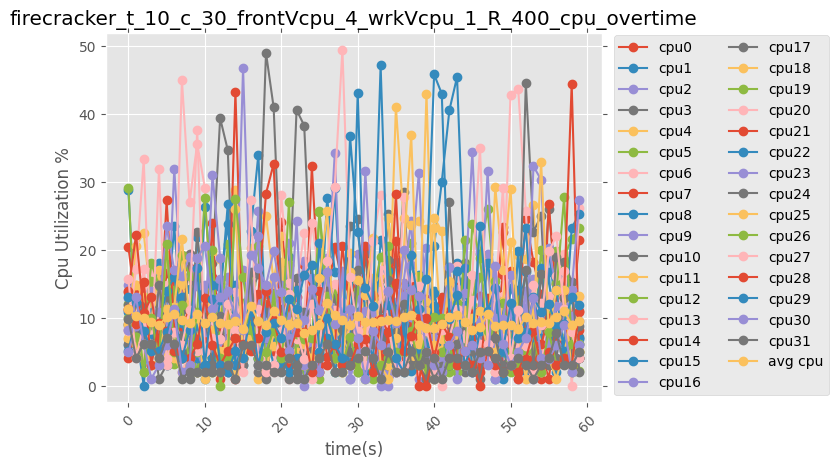 firecracker_t_10_c_30_frontVcpu_4_wrkVcpu_1_R_400_cpu_overtime
Cpu Utilization %
50
40
30
20
10
0
0
10
20
30
40
50
60
time(s)
cpu0
cpu1
cpu2
cpu3
cpu4
cpu5
cpu6
cpu7
cpu8
cpu9
cpu10
cpu11
cpu12
cpu13
cpu14
cpu15
cpu16
cpu17
cpu18
cpu19
cpu20
cpu21
cpu22
cpu23
cpu24
cpu25
cpu26
cpu27
cpu28
cpu29
cpu30
cpu31
avg cpu